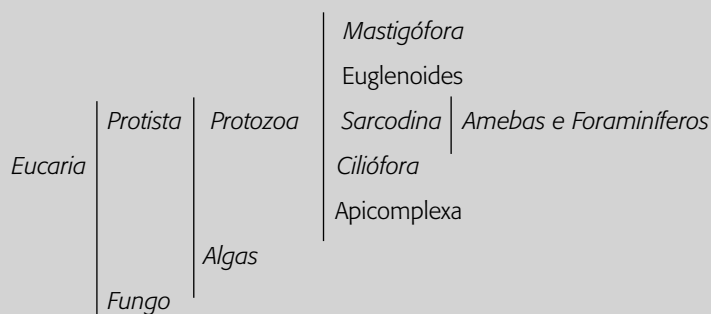 Mastigófora
Euglenoides
Protista Protozoa Sarcodina Amebas e Foraminíferos
Eucaria Ciliófora
Apicomplexa
Algas
Fungo